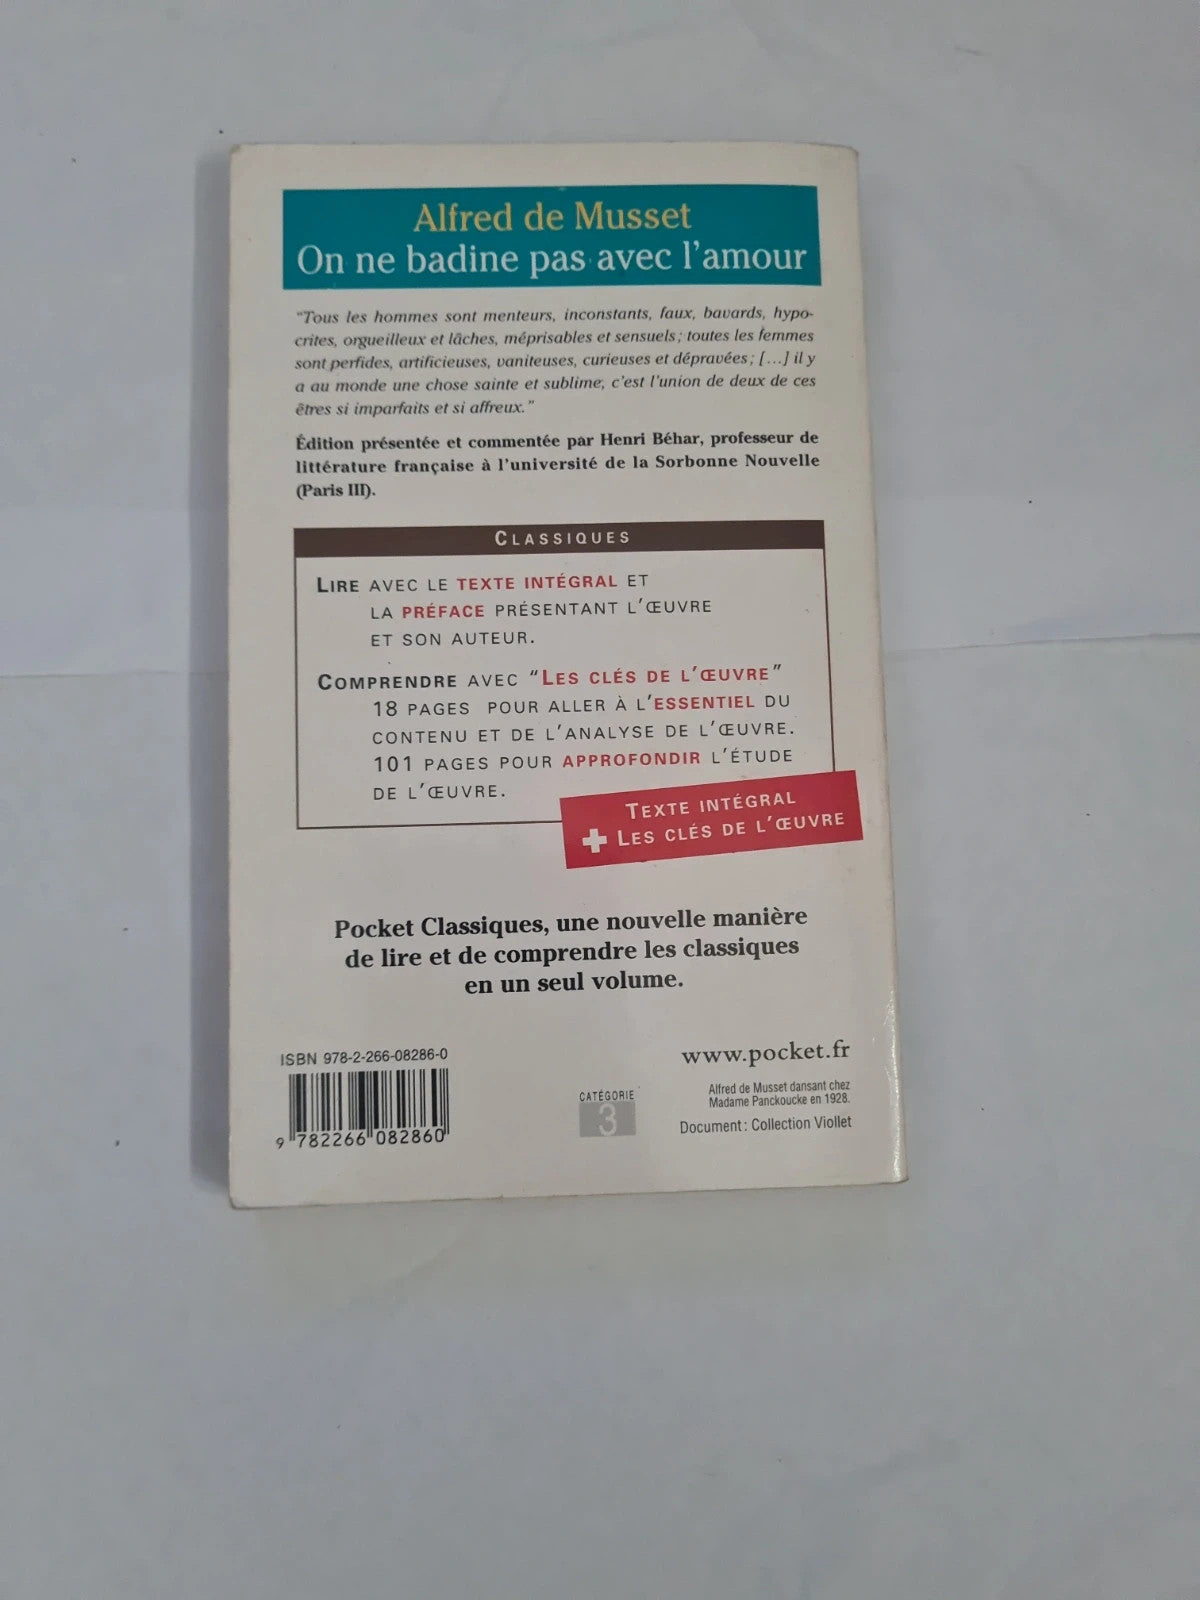 Alfred de Musset
On ne badine pas avec l'amour
"Tous les hommes sont menteurs, inconstants, faux, bavards, hypo-
crites, orgueilleux et lâches, méprisables et sensuels ; toutes les femmes
sont perfides, artificieuses, vaniteuses, curieuses et dépravées ; [...] il y
a au monde une chose sainte et sublime, c'est l'union de deux de ces
êtres si imparfaits et si affreux."
Édition présentée et commentée par Henri Béhar, professeur de
littérature française à l'université de la Sorbonne Nouvelle
(Paris III).
CLASSIQUES
LIRE AVEC LE TEXTE INTÉGRAL ET
LA PRÉFACE PRÉSENTANT L'ŒUVRE
ET SON AUTEUR.
COMPRENDRE AVEC "LES CLÉS DE L'ŒUVRE"
18 PAGES POUR ALLER À L'ESSENTIEL DU
CONTENU ET DE L'ANALYSE DE L'ŒUVRE.
101 PAGES POUR APPROFONDIR L'ÉTUDE
DE L'ŒUVRE.
TEXTE INTÉGRAL
+ LES CLÉS DE L'ŒUVRE
Pocket Classiques, une nouvelle manière
de lire et de comprendre les classiques
en un seul volume.
ISBN 978-2-266-08286-0
9 782266 082860
CATÉGORIE
3
www.pocket.fr
Alfred de Musset dansant chez
Madame Panckoucke en 1928.
Document : Collection Viollet